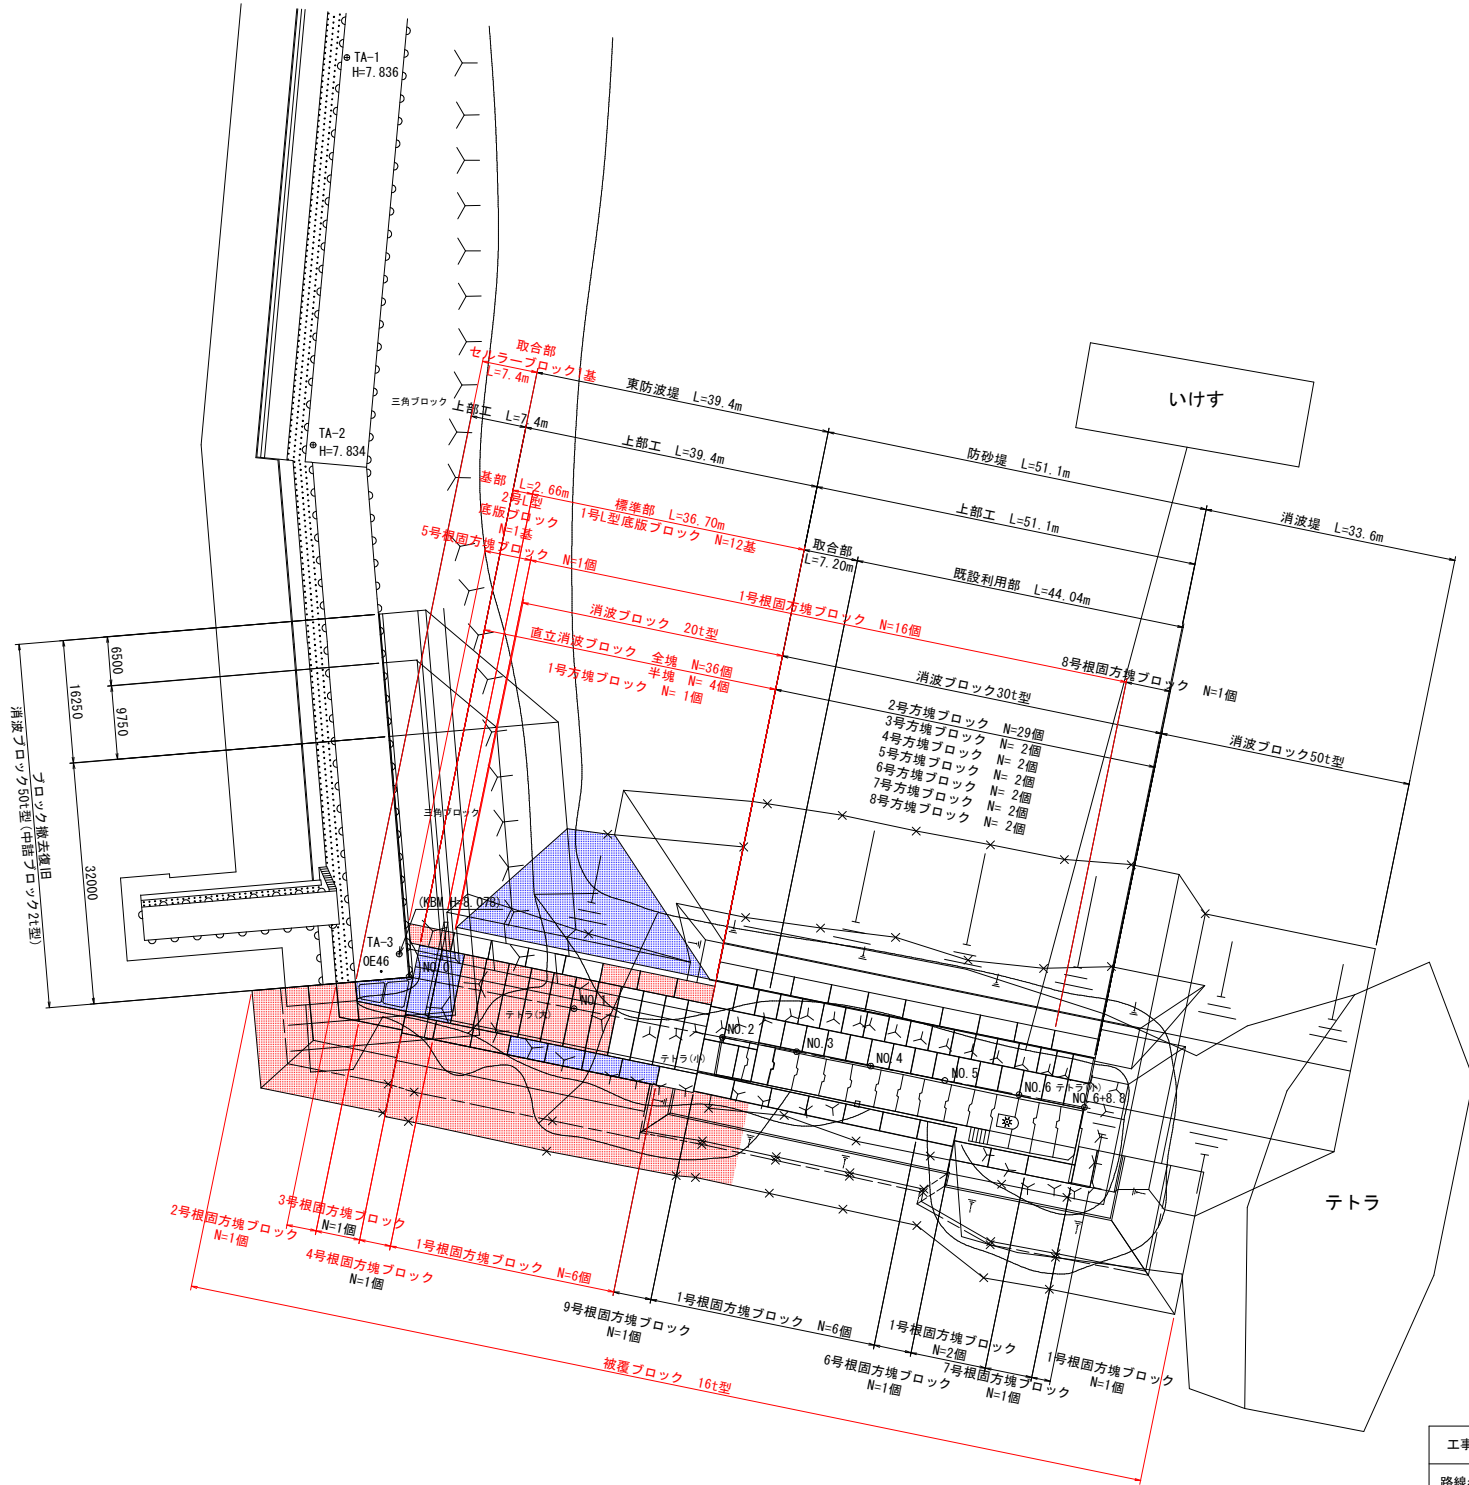 TA-1
H=7.836
取合部
セルラーブロック1基
L=7.4m
東防波堤 L=39.4m
三角ブロック
上部工 L=7.4m
いけす
TA-2
H=7.834
上部工 L=39.4m
防砂堤 L=51.1m
基部 L=2.66m
2号L型
底版ブロック
N=1基
標準部 L=36.70m
1号L型底版ブロック N=12基
上部工 L=51.1m
消波堤 L=33.6m
5号根固方塊ブロック N=1個
取合部
L=7.20m
既設利用部 L=44.04m
1号根固方塊ブロック N=16個
消波ブロック 20t型
直立消波ブロック 全塊 N=36個
半塊 N= 4個
1号方塊ブロック N= 1個
8号根固方塊ブロック N=1個
消波ブロック30t型
2号方塊ブロック N=29個
3号方塊ブロック N= 2個
4号方塊ブロック N= 2個
5号方塊ブロック N= 2個
6号方塊ブロック N= 2個
7号方塊ブロック N= 2個
8号方塊ブロック N= 2個
消波ブロック50t型
6500
16250
9750
32000
ブロック撤去復旧
消波ブロック50t型(中詰ブロック2t型)
三角ブロック
(KBM H=8.078)
TA-3
OE46
NO.0
NO.1
テトラ(大)
NO.2
テトラ(小)
NO.3
NO.4
NO.5
NO.6
テトラ(小)
NO.6+8.8
テトラ
3号根固方塊ブロック
N=1個
2号根固方塊ブロック
N=1個
4号根固方塊ブロック
N=1個
1号根固方塊ブロック N=6個
9号根固方塊ブロック
N=1個
1号根固方塊ブロック N=6個
6号根固方塊ブロック
N=1個
1号根固方塊ブロック
N=2個
7号根固方塊ブロック
N=1個
1号根固方塊ブロック
N=1個
被覆ブロック 16t型
工事
路線